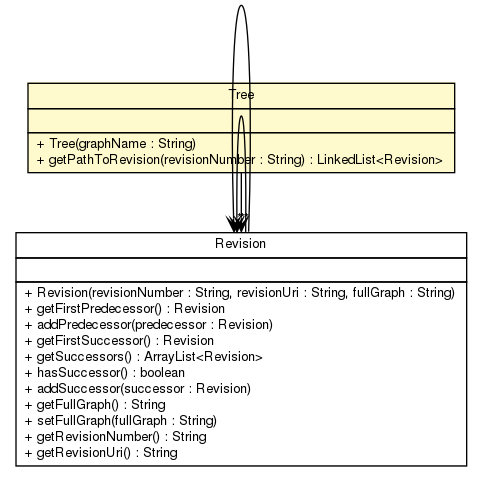 Tree
+ Tree(graphName : String)
+ getPathToRevision(revisionNumber : String) : LinkedList<Revision>
Revision
+ Revision(revisionNumber : String, revisionUri : String, fullGraph : String)
+ getFirstPredecessor() : Revision
+ addPredecessor(predecessor : Revision)
+ getFirstSuccessor() : Revision
+ getSuccessors() : ArrayList<Revision>
+ hasSuccessor() : boolean
+ addSuccessor(successor : Revision)
+ getFullGraph() : String
+ setFullGraph(fullGraph : String)
+ getRevisionNumber() : String
+ getRevisionUri() : String